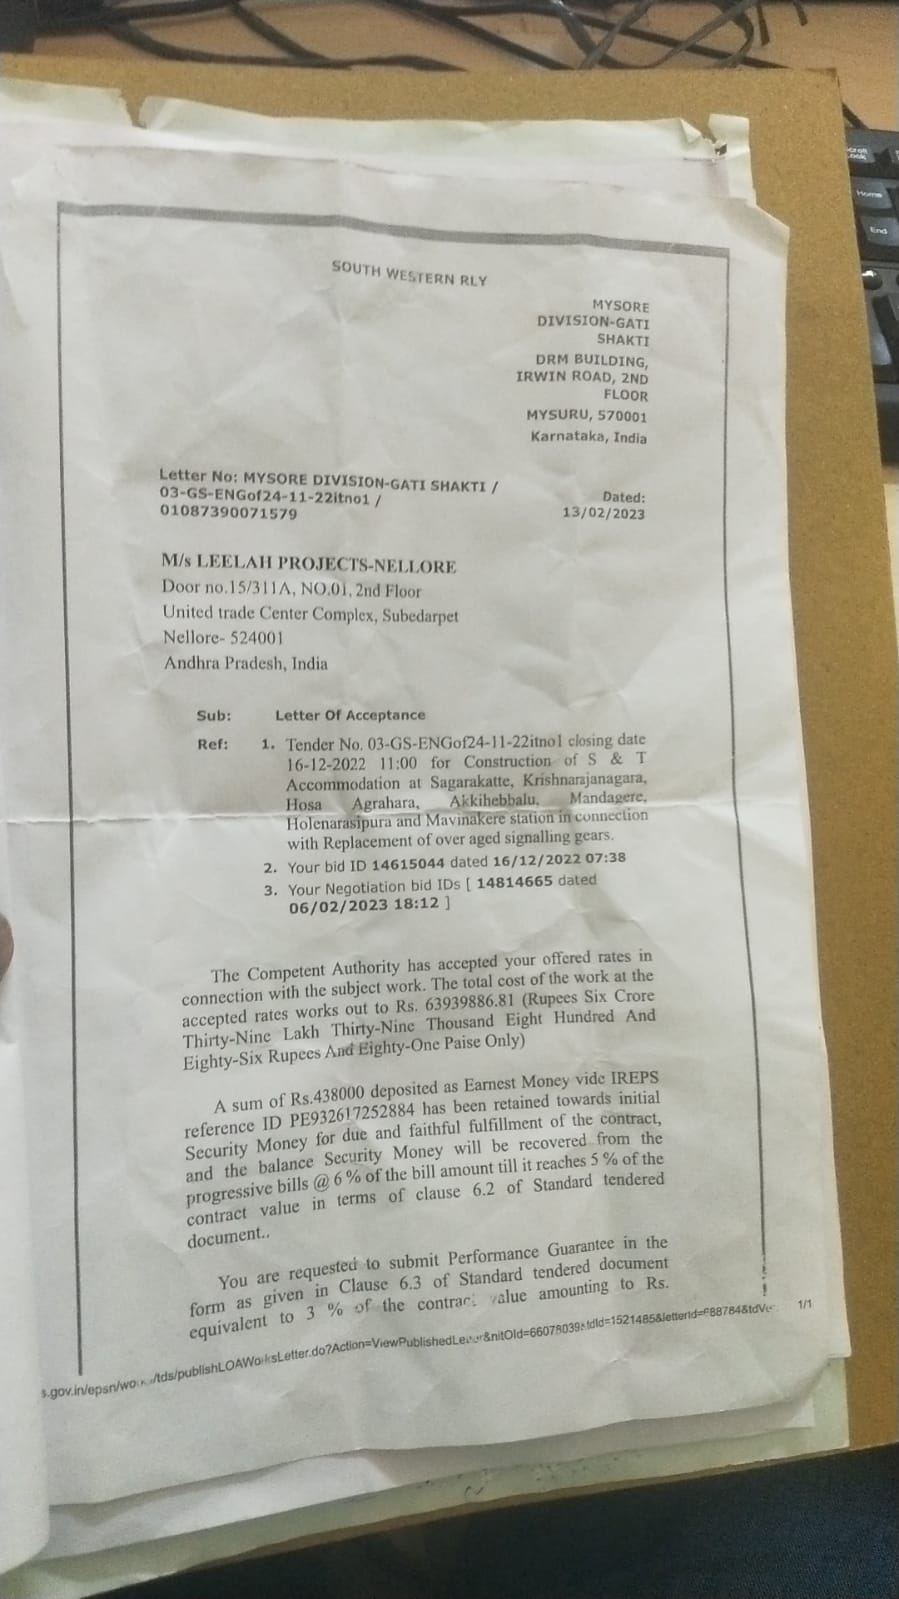 SOUTH WESTERN RLY
MYSORE
DIVISION-GATI
SHAKTI
DRM BUILDING,
IRWIN ROAD, 2ND
FLOOR
MYSURU, 570001
Karnataka, India
Letter No: MYSORE DIVISION-GATI SHAKTI /
03-GS-ENGof24-11-22itno1 /
01087390071579
Dated:
13/02/2023
M/s LEELAH PROJECTS-NELLORE
Door no.15/311A, NO.01, 2nd Floor
United trade Center Complex, Subedarpet
Nellore- 524001
Andhra Pradesh, India
Sub: Letter Of Acceptance
Ref: 1. Tender No. 03-GS-ENGof24-11-22itno1 closing date
16-12-2022 11:00 for Construction of S & T
Accommodation at Sagarakatte, Krishnarajanagara,
Hosa Agrahara, Akkihebbalu, Mandagere,
Holenarasipura and Mavinakere station in connection
with Replacement of over aged signalling gears.
2. Your bid ID 14615044 dated 16/12/2022 07:38
3. Your Negotiation bid IDs [ 14814665 dated
06/02/2023 18:12 ]
The Competent Authority has accepted your offered rates in
connection with the subject work. The total cost of the work at the
accepted rates works out to Rs. 63939886.81 (Rupees Six Crore
Thirty-Nine Lakh Thirty-Nine Thousand Eight Hundred And
Eighty-Six Rupees And Eighty-One Paise Only)
A sum of Rs.438000 deposited as Earnest Money vide IREPS
reference ID PE932617252884 has been retained towards initial
Security Money for due and faithful fulfillment of the contract,
and the balance Security Money will be recovered from the
progressive bills @ 6 % of the bill amount till it reaches 5 % of the
contract value in terms of clause 6.2 of Standard tendered
document..
You are requested to submit Performance Guarantee in the
form as given in Clause 6.3 of Standard tendered document
equivalent to 3 % of the contract value amounting to Rs.
1/1
Scroll
Lock
Home
End